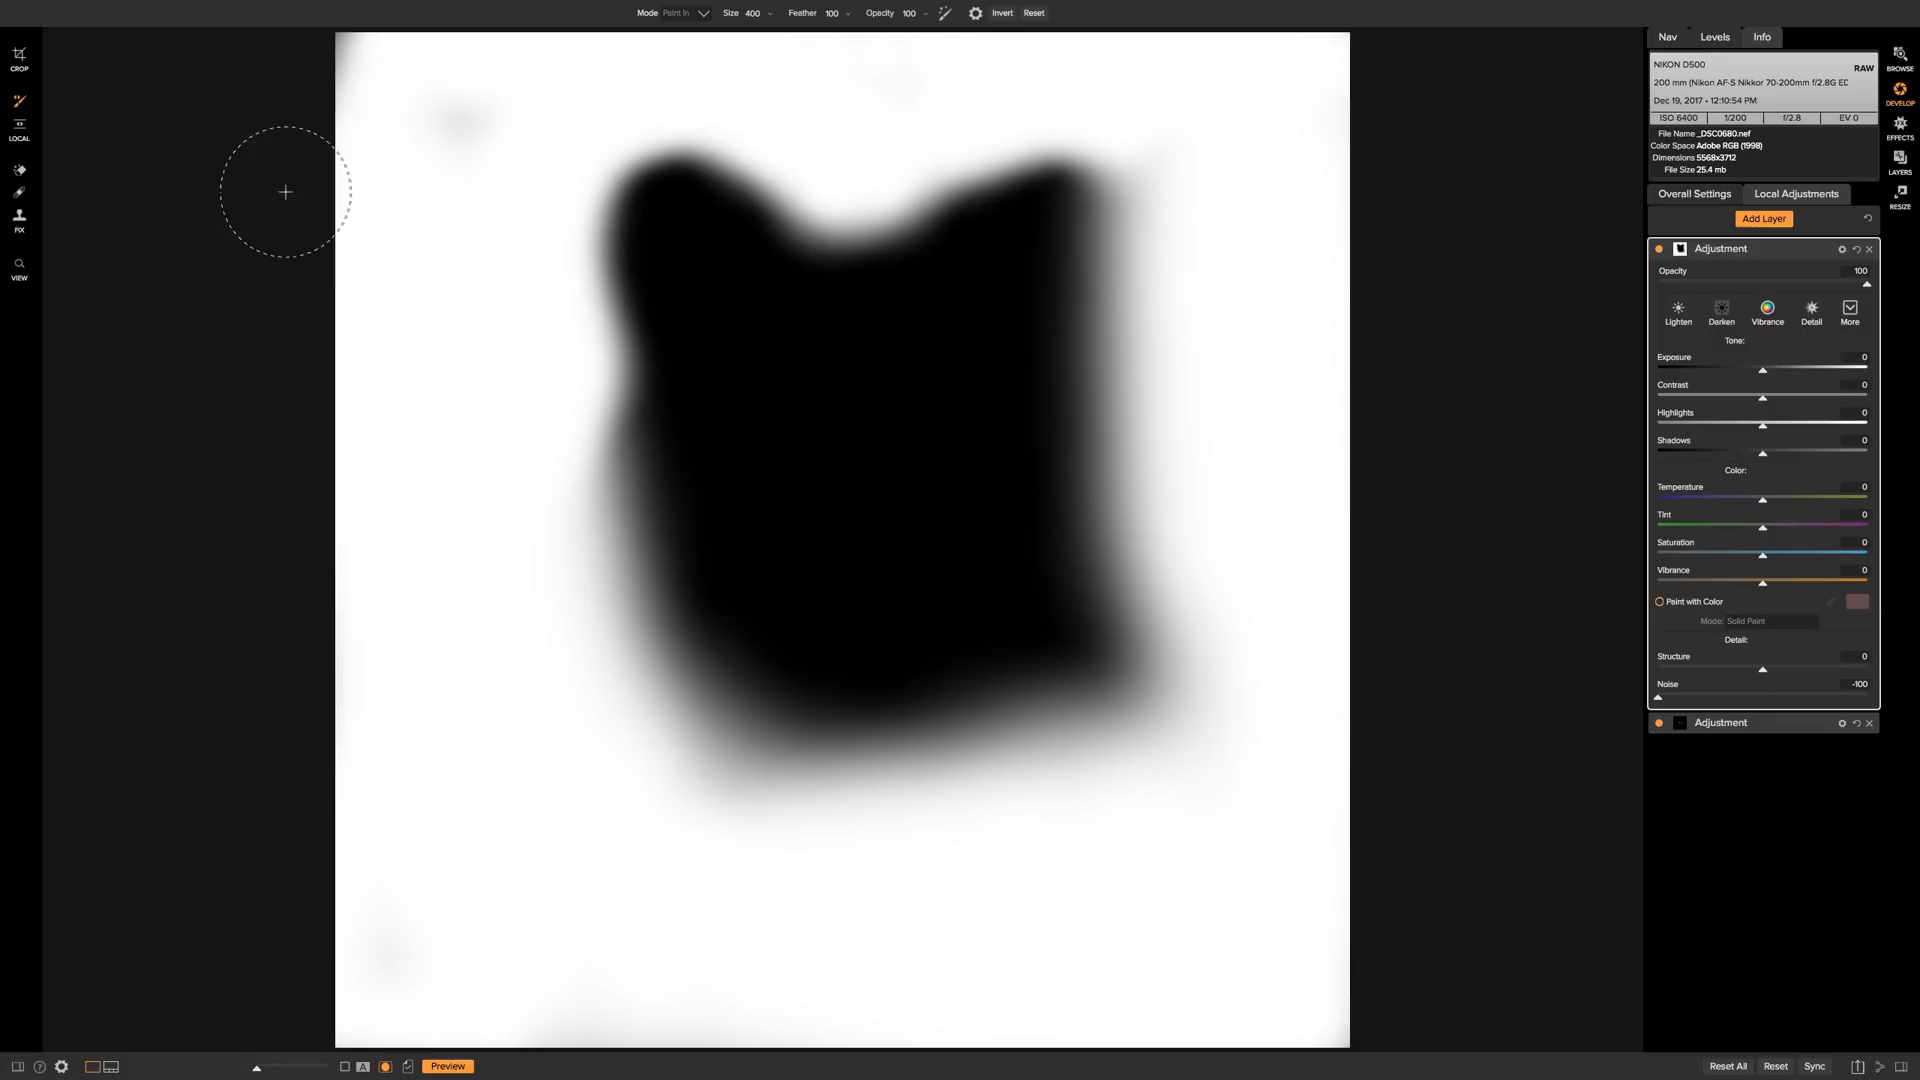 Mode Paint In Size 400 Feather 100 Opacity 100 Invert Reset
CROP
LOCAL
FIX
VIEW
Nav Levels Info
NIKON D500 RAW
200 mm (Nikon AF-S Nikkor 70-200mm f/2.8G ED
Dec 19, 2017 • 12:10:54 PM
ISO 6400 1/200 f/2.8 EV 0
File Name _DSC0680.nef
Color Space Adobe RGB (1998)
Dimensions 5568x3712
File Size 25.4 mb
Overall Settings Local Adjustments
Add Layer
Adjustment
Opacity 100
Lighten Darken Vibrance Detail More
Tone:
Exposure 0
Contrast 0
Highlights 0
Shadows 0
Color:
Temperature 0
Tint 0
Saturation 0
Vibrance 0
Paint with Color
Mode: Solid Paint
Detail:
Structure 0
Noise -100
Adjustment
BROWSE
DEVELOP
FX
EFFECTS
LAYERS
RESIZE
? A Preview
Reset All Reset Sync